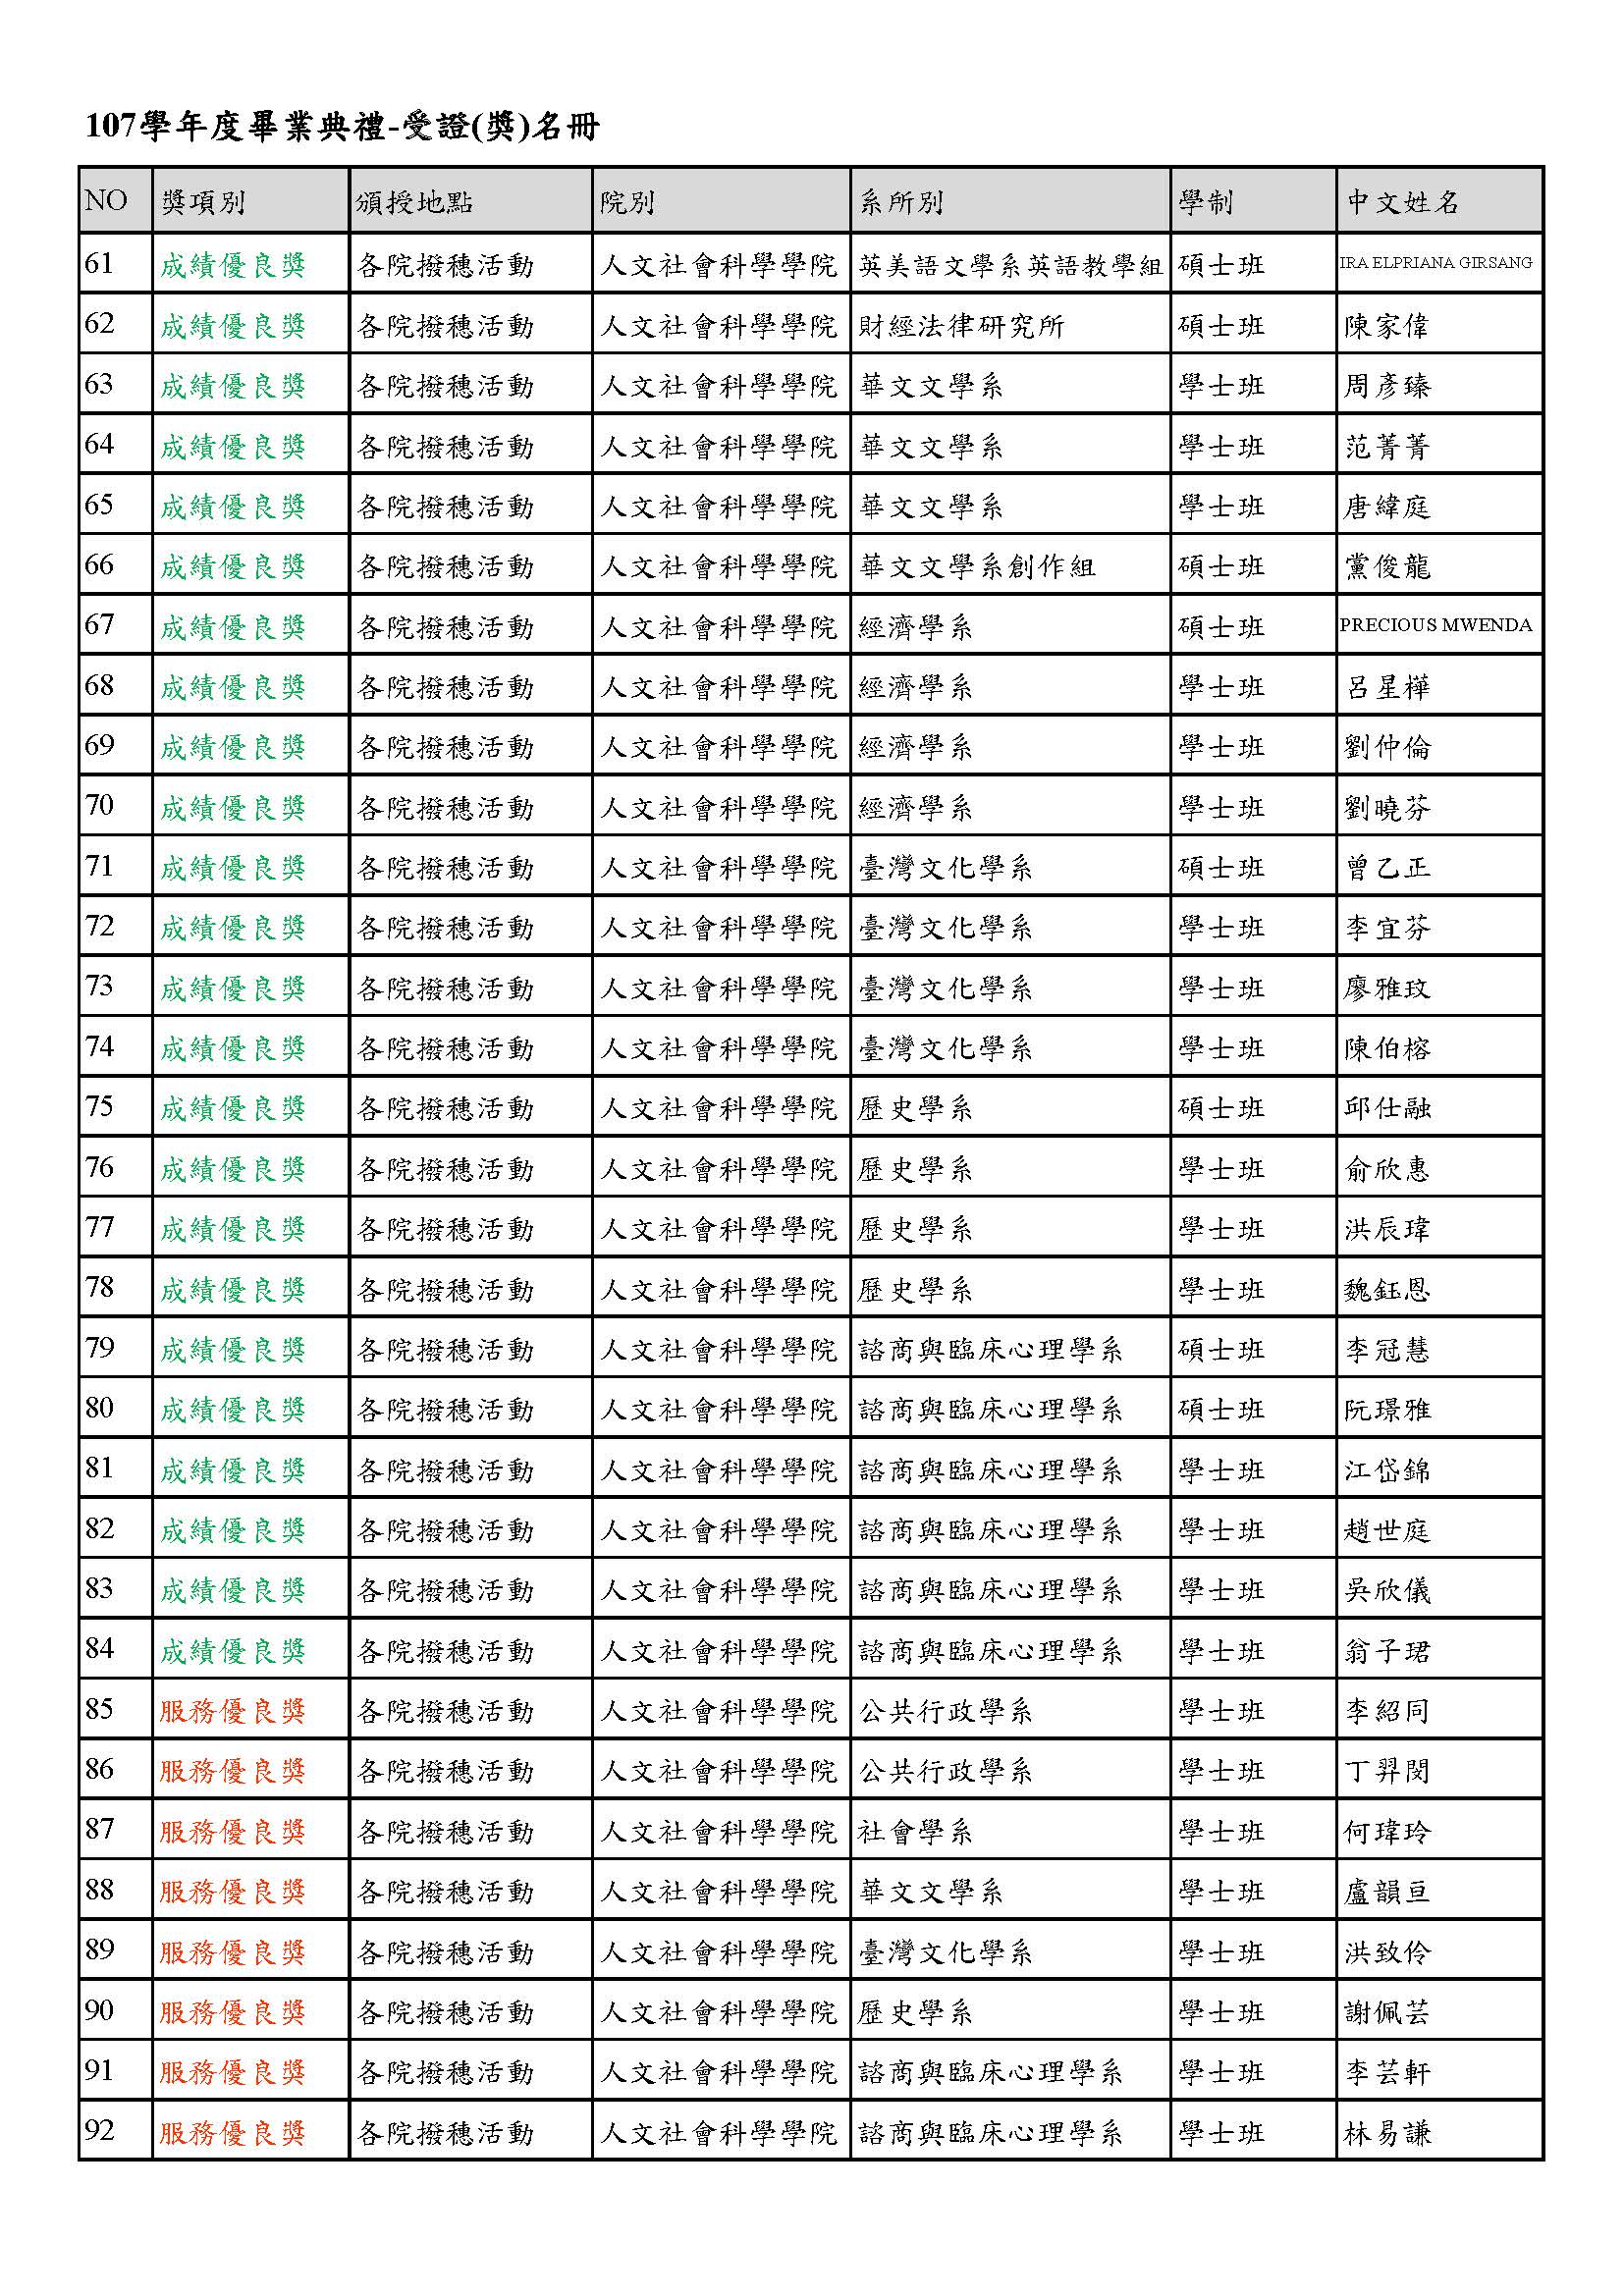 107學年度畢業典禮-受證(獎)名冊
NO 獎項別 頒授地點 院別 系所別 學制 中文姓名
61 成績優良獎 各院撥穗活動 人文社會科學學院 英美語文學系英語教學組 碩士班 IRA ELPRIANA GIRSANG
62 成績優良獎 各院撥穗活動 人文社會科學學院 財經法律研究所 碩士班 陳家偉
63 成績優良獎 各院撥穗活動 人文社會科學學院 華文文學系 學士班 周彥臻
64 成績優良獎 各院撥穗活動 人文社會科學學院 華文文學系 學士班 范菁菁
65 成績優良獎 各院撥穗活動 人文社會科學學院 華文文學系 學士班 唐緯庭
66 成績優良獎 各院撥穗活動 人文社會科學學院 華文文學系創作組 碩士班 黨俊龍
67 成績優良獎 各院撥穗活動 人文社會科學學院 經濟學系 碩士班 PRECIOUS MWENDA
68 成績優良獎 各院撥穗活動 人文社會科學學院 經濟學系 學士班 呂星樺
69 成績優良獎 各院撥穗活動 人文社會科學學院 經濟學系 學士班 劉仲倫
70 成績優良獎 各院撥穗活動 人文社會科學學院 經濟學系 學士班 劉曉芬
71 成績優良獎 各院撥穗活動 人文社會科學學院 臺灣文化學系 碩士班 曾乙正
72 成績優良獎 各院撥穗活動 人文社會科學學院 臺灣文化學系 學士班 李宜芬
73 成績優良獎 各院撥穗活動 人文社會科學學院 臺灣文化學系 學士班 廖雅玟
74 成績優良獎 各院撥穗活動 人文社會科學學院 臺灣文化學系 學士班 陳伯榕
75 成績優良獎 各院撥穗活動 人文社會科學學院 歷史學系 碩士班 邱仕融
76 成績優良獎 各院撥穗活動 人文社會科學學院 歷史學系 學士班 俞欣惠
77 成績優良獎 各院撥穗活動 人文社會科學學院 歷史學系 學士班 洪辰瑋
78 成績優良獎 各院撥穗活動 人文社會科學學院 歷史學系 學士班 魏鈺恩
79 成績優良獎 各院撥穗活動 人文社會科學學院 諮商與臨床心理學系 碩士班 李冠慧
80 成績優良獎 各院撥穗活動 人文社會科學學院 諮商與臨床心理學系 碩士班 阮璟雅
81 成績優良獎 各院撥穗活動 人文社會科學學院 諮商與臨床心理學系 學士班 江岱錦
82 成績優良獎 各院撥穗活動 人文社會科學學院 諮商與臨床心理學系 學士班 趙世庭
83 成績優良獎 各院撥穗活動 人文社會科學學院 諮商與臨床心理學系 學士班 吳欣儀
84 成績優良獎 各院撥穗活動 人文社會科學學院 諮商與臨床心理學系 學士班 翁子珺
85 服務優良獎 各院撥穗活動 人文社會科學學院 公共行政學系 學士班 李紹同
86 服務優良獎 各院撥穗活動 人文社會科學學院 公共行政學系 學士班 丁羿閔
87 服務優良獎 各院撥穗活動 人文社會科學學院 社會學系 學士班 何瑋玲
88 服務優良獎 各院撥穗活動 人文社會科學學院 華文文學系 學士班 盧韻亘
89 服務優良獎 各院撥穗活動 人文社會科學學院 臺灣文化學系 學士班 洪致伶
90 服務優良獎 各院撥穗活動 人文社會科學學院 歷史學系 學士班 謝佩芸
91 服務優良獎 各院撥穗活動 人文社會科學學院 諮商與臨床心理學系 學士班 李芸軒
92 服務優良獎 各院撥穗活動 人文社會科學學院 諮商與臨床心理學系 學士班 林易謙